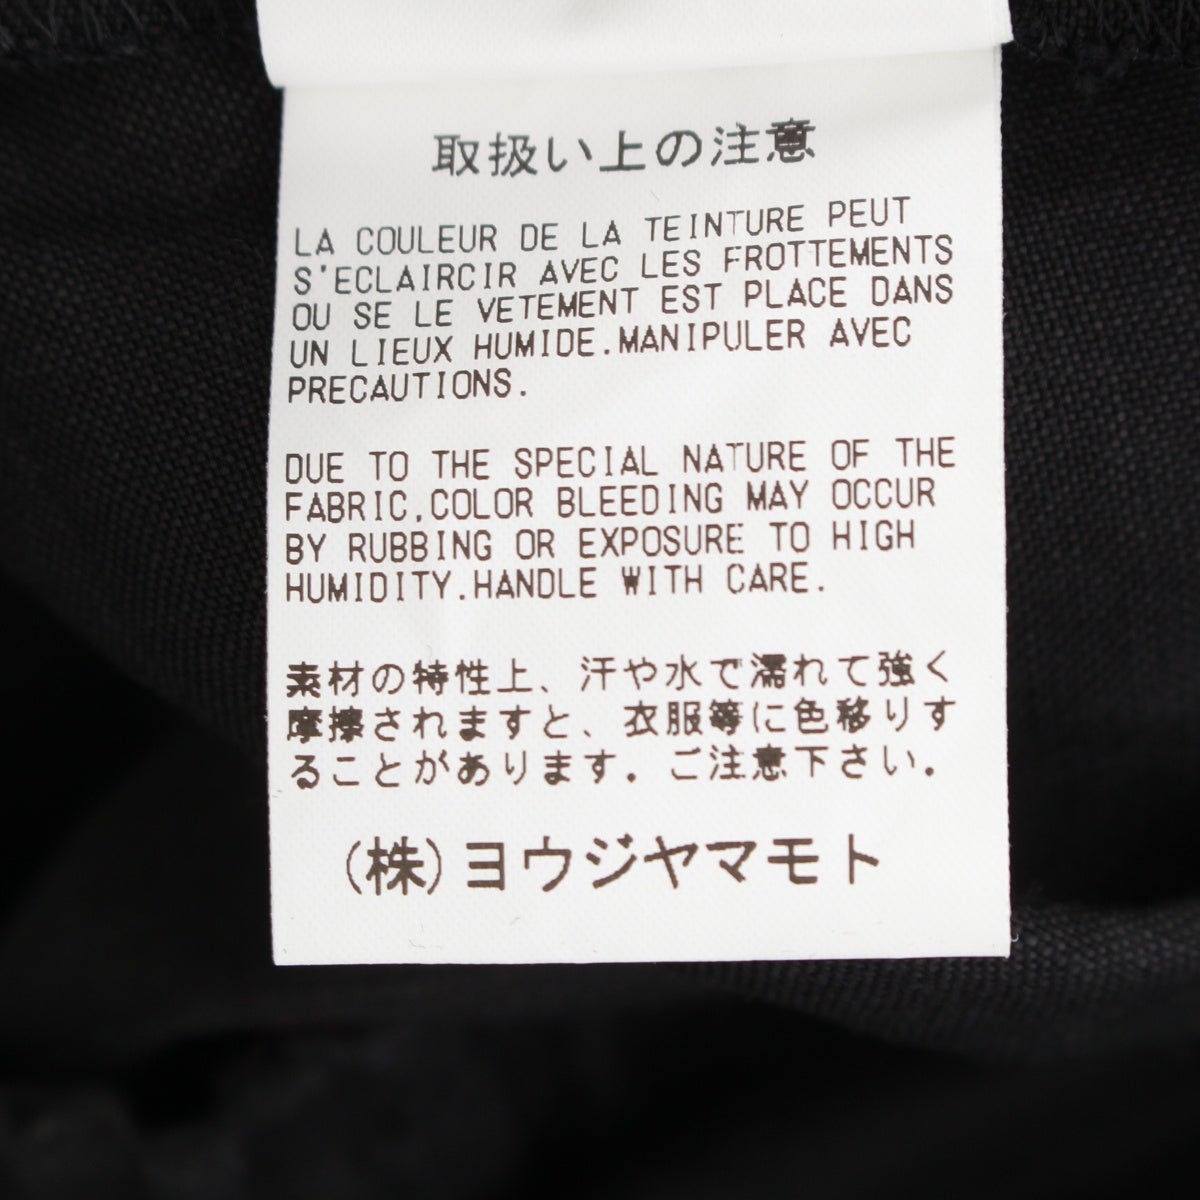 取扱い上の注意
LA COULEUR DE LA TEINTURE PEUT
S'ECLAIRCIR AVEC LES FROTTEMENTS
OU SE LE VETEMENT EST PLACE DANS
UN LIEUX HUMIDE.MANIPULER AVEC
PRECAUTIONS.
DUE TO THE SPECIAL NATURE OF THE
FABRIC,COLOR BLEEDING MAY OCCUR
BY RUBBING OR EXPOSURE TO HIGH
HUMIDITY.HANDLE WITH CARE.
素材の特性上、汗や水で濡れて強く
摩擦されますと、衣服等に色移りす
ることがあります．ご注意下さい．
(株)ヨウジヤマモト